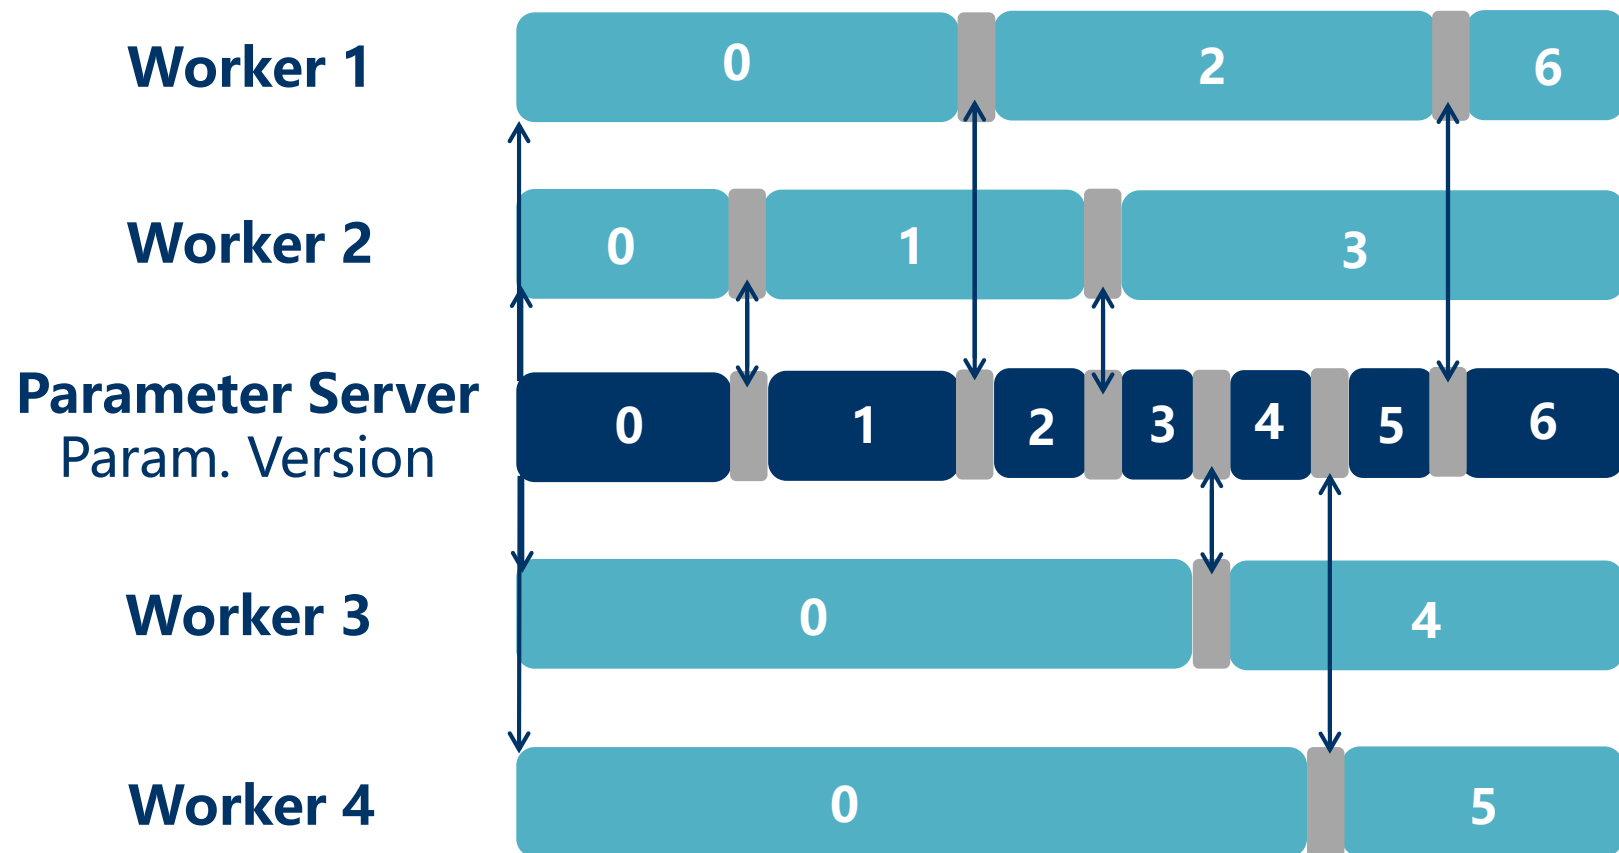 Worker 1 0 2 6
Worker 2 0 1 3
Parameter Server
Param. Version 0 1 2 3 4 5 6
Worker 3 0 4
Worker 4 0 5